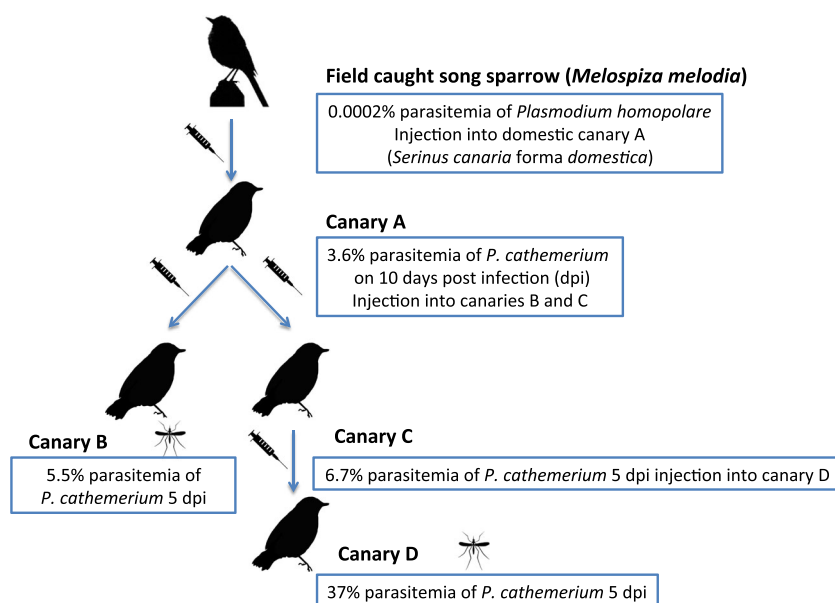 Field caught song sparrow (Melospiza melodia)
0.0002% parasitemia of Plasmodium homopolare
Injection into domestic canary A
(Serinus canaria forma domestica)
Canary A
3.6% parasitemia of P. cathemerium
on 10 days post infection (dpi)
Injection into canaries B and C
Canary B
5.5% parasitemia of
P. cathemerium 5 dpi
Canary C
6.7% parasitemia of P. cathemerium 5 dpi injection into canary D
Canary D
37% parasitemia of P. cathemerium 5 dpi